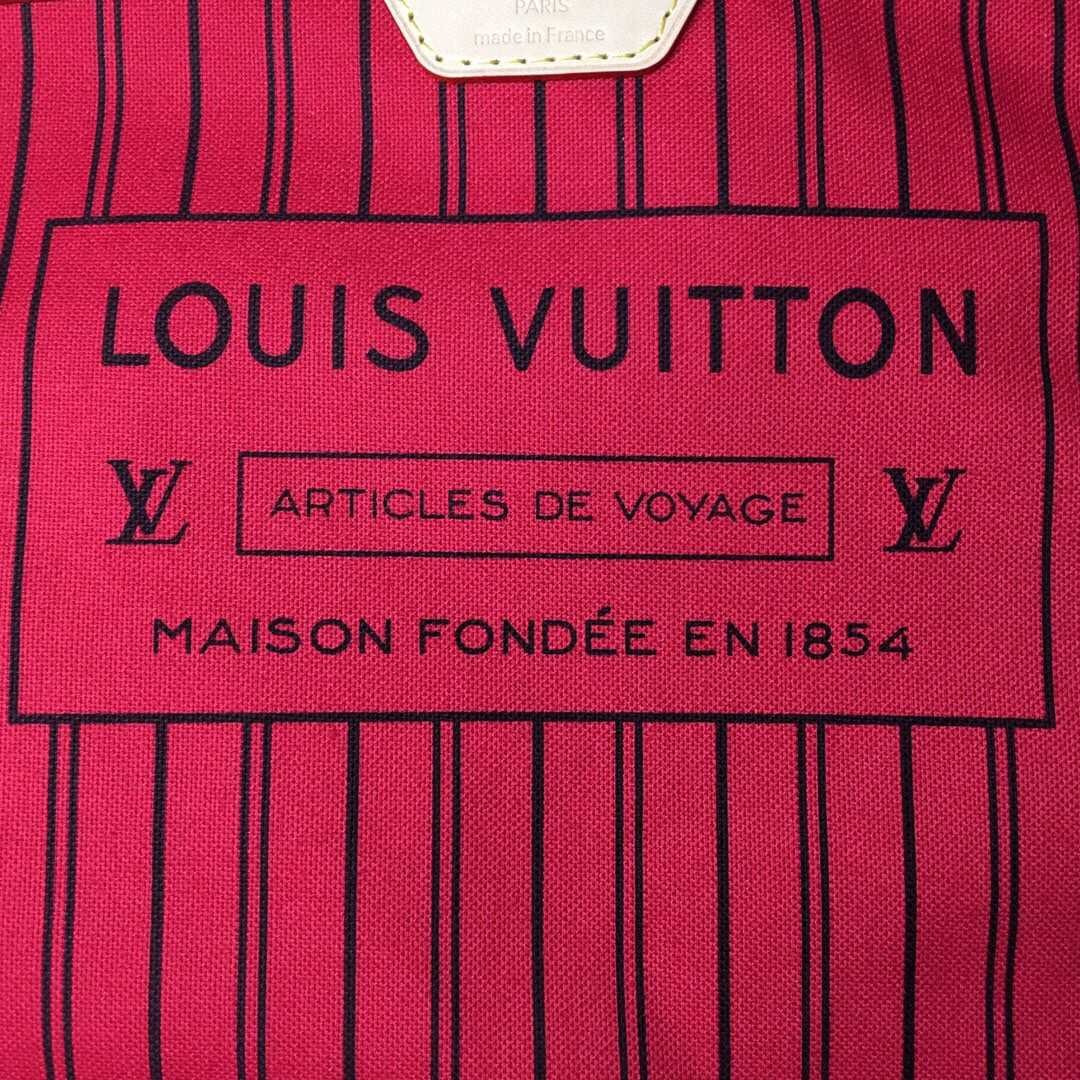 PARIS
made in France
LOUIS VUITTON
LV ARTICLES DE VOYAGE LV
MAISON FONDÉE EN 1854